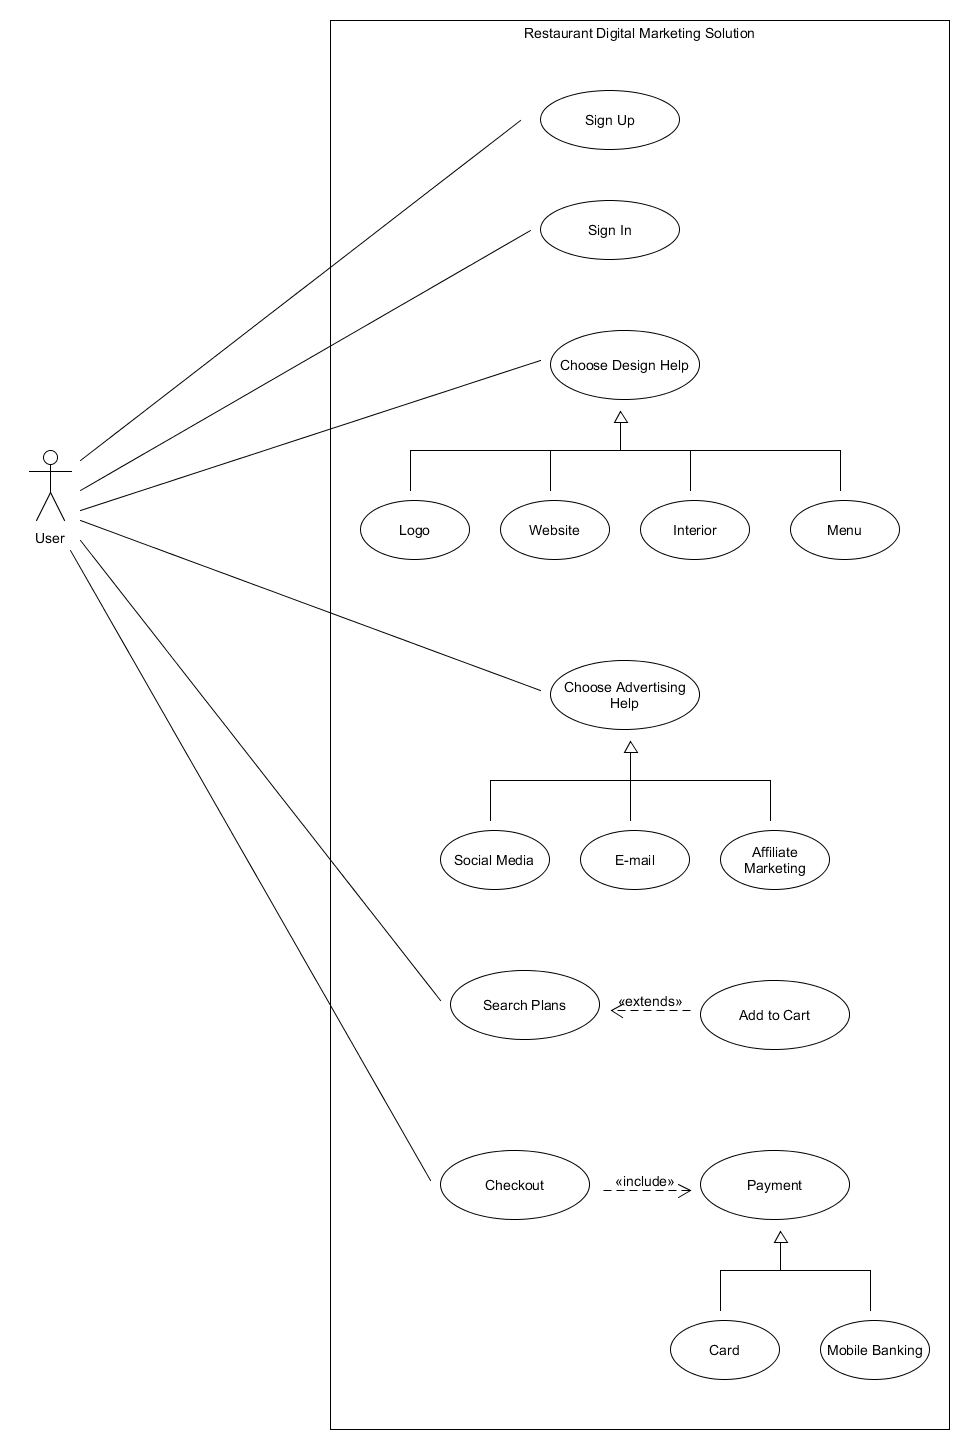 Restaurant Digital Marketing Solution
Sign Up
Sign In
Choose Design Help
Logo
Website
Interior
Menu
User
Choose Advertising
Help
Social Media
E-mail
Affiliate
Marketing
Search Plans
«extends»
Add to Cart
Checkout
«include»
Payment
Card
Mobile Banking